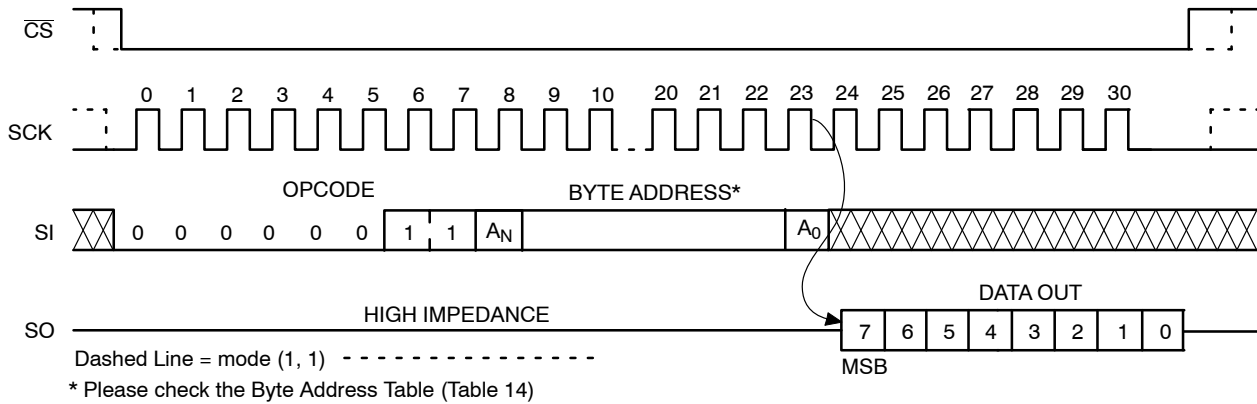 CS
0 1 2 3 4 5 6 7 8 9 10 20 21 22 23 24 25 26 27 28 29 30
SCK
OPCODE BYTE ADDRESS*
SI 0 0 0 0 0 0 1 1 AN A0
DATA OUT
HIGH IMPEDANCE
SO 7 6 5 4 3 2 1 0
Dashed Line = mode (1, 1) - - - - - - - - - - - - - - - -
MSB
* Please check the Byte Address Table (Table 14)